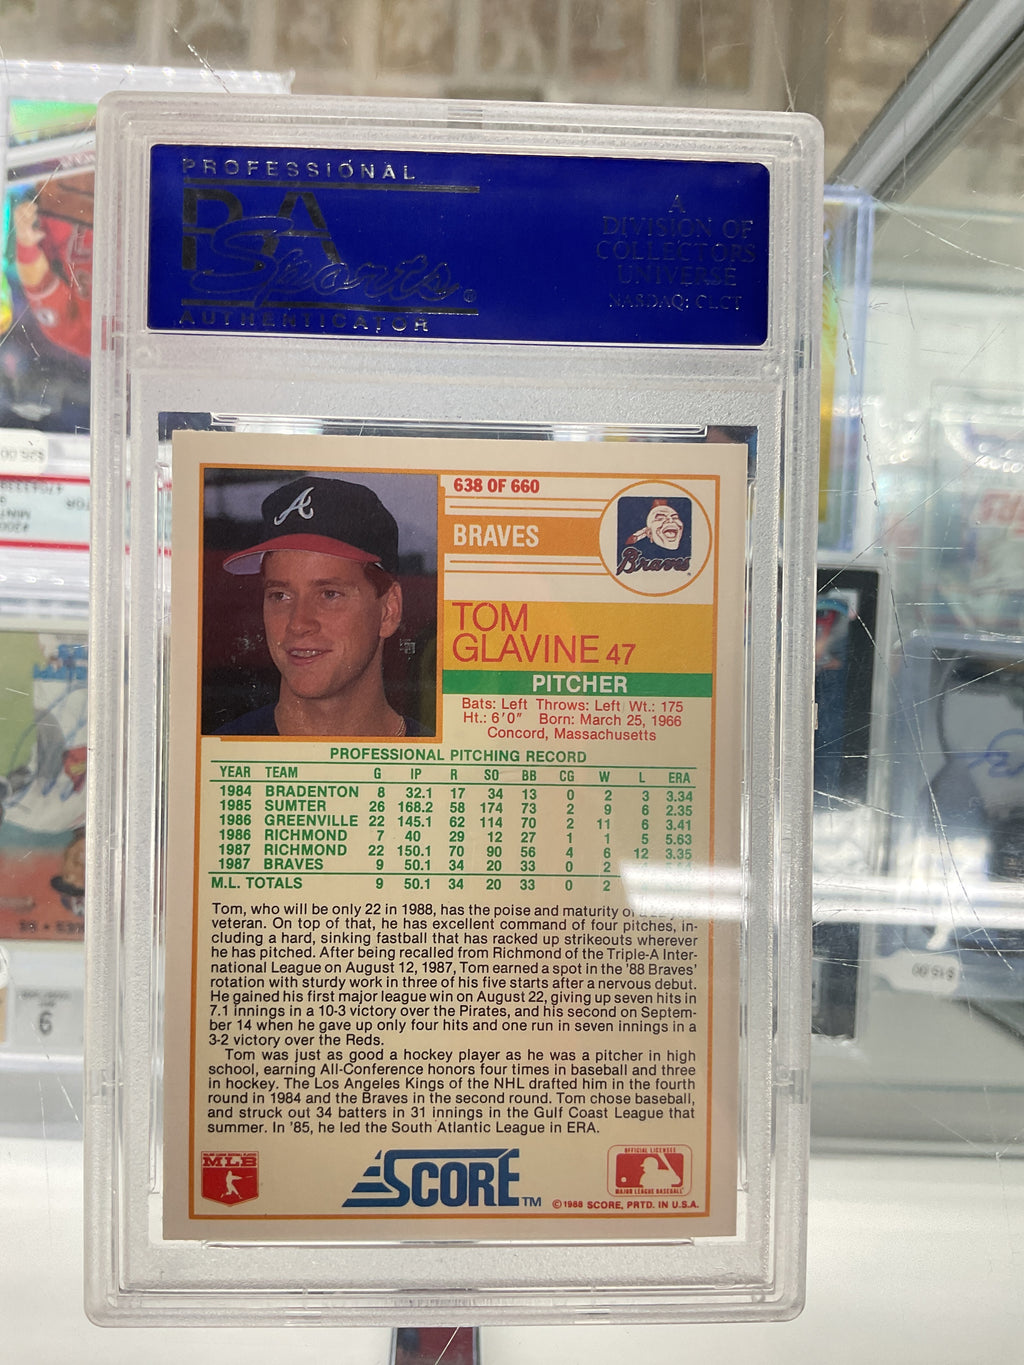 PROFESSIONAL
PSA
Sports
AUTHENTICATOR
A
DIVISION OF
COLLECTORS
UNIVERSE
NASDAQ: CLCT
638 OF 660
BRAVES
Braves
TOM
GLAVINE 47
PITCHER
Bats: Left Throws: Left Wt.: 175
Ht.: 6'0" Born: March 25, 1966
Concord, Massachusetts
PROFESSIONAL PITCHING RECORD
YEAR TEAM G IP R SO BB CG W L ERA
1984 BRADENTON 8 32.1 17 34 13 0 2 3 3.34
1985 SUMTER 26 168.2 58 174 73 2 9 6 2.35
1986 GREENVILLE 22 145.1 62 114 70 2 11 6 3.41
1986 RICHMOND 7 40 29 12 27 1 1 5 5.63
1987 RICHMOND 22 150.1 70 90 56 4 6 12 3.35
1987 BRAVES 9 50.1 34 20 33 0 2
M.L. TOTALS 9 50.1 34 20 33 0 2
Tom, who will be only 22 in 1988, has the poise and maturity of
veteran. On top of that, he has excellent command of four pitches, in-
cluding a hard, sinking fastball that has racked up strikeouts wherever
he has pitched. After being recalled from Richmond of the Triple-A Inter-
national League on August 12, 1987, Tom earned a spot in the '88 Braves'
rotation with sturdy work in three of his five starts after a nervous debut.
He gained his first major league win on August 22, giving up seven hits in
7.1 innings in a 10-3 victory over the Pirates, and his second on Septem-
ber 14 when he gave up only four hits and one run in seven innings in a
3-2 victory over the Reds.
Tom was just as good a hockey player as he was a pitcher in high
school, earning All-Conference honors four times in baseball and three
in hockey. The Los Angeles Kings of the NHL drafted him in the fourth
round in 1984 and the Braves in the second round. Tom chose baseball,
and struck out 34 batters in 31 innings in the Gulf Coast League that
summer. In '85, he led the South Atlantic League in ERA.
MLB
SCORE TM
OFFICIAL LICENSEE
MAJOR LEAGUE BASEBALL
©1988 SCORE, PRTD. IN U.S.A.